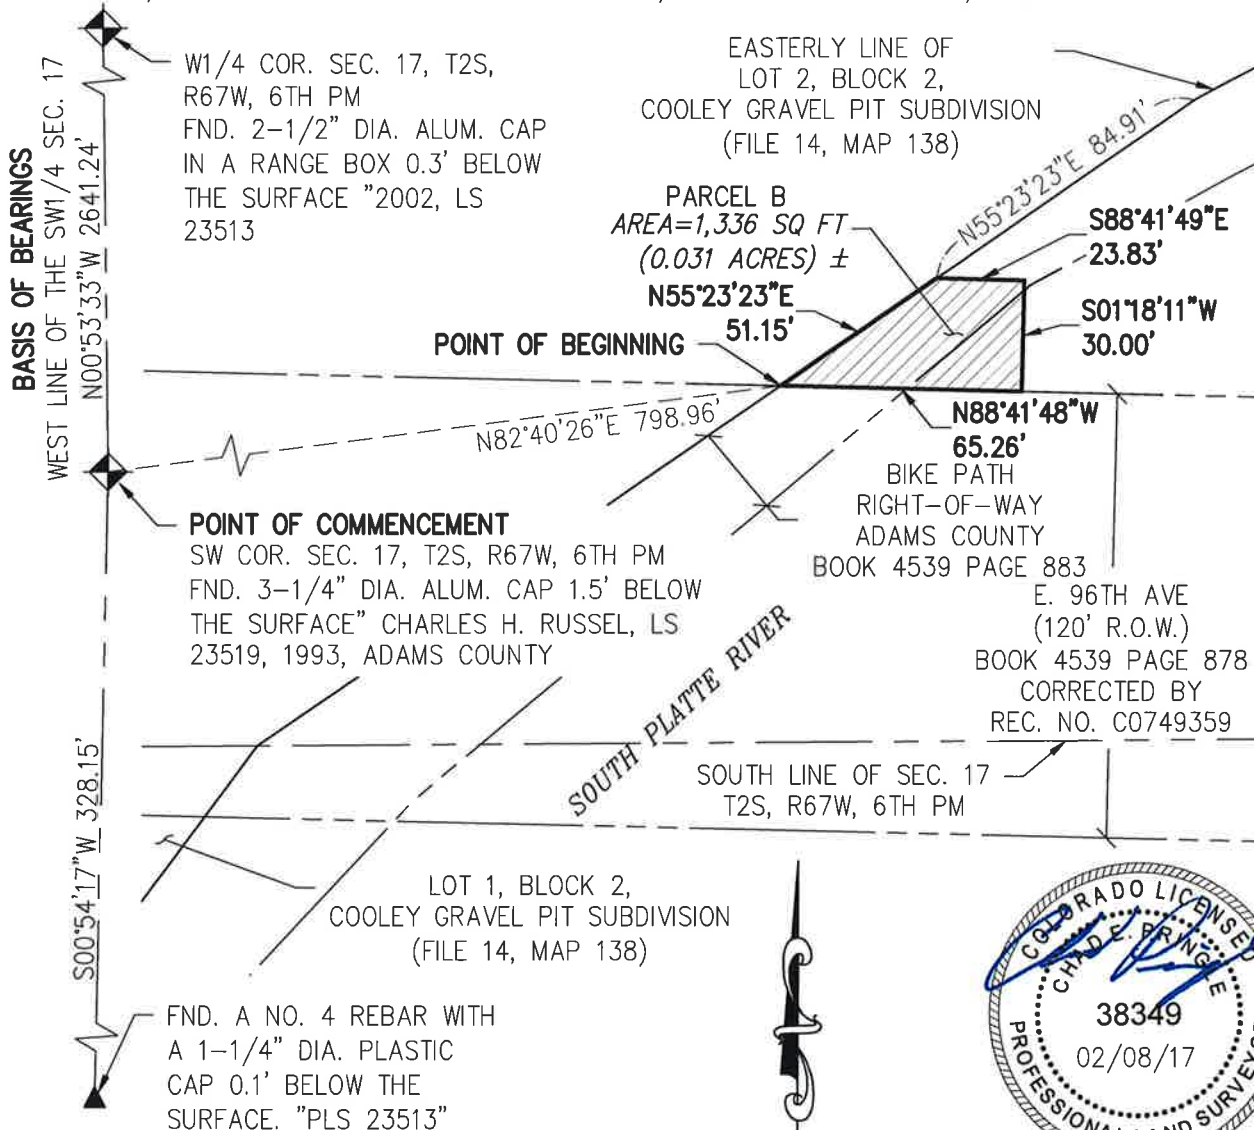 BASIS OF BEARINGS
WEST LINE OF THE SW1/4 SEC. 17
N00°53'33"W 2641.24'
W1/4 COR. SEC. 17, T2S,
R67W, 6TH PM
FND. 2-1/2" DIA. ALUM. CAP
IN A RANGE BOX 0.3' BELOW
THE SURFACE "2002, LS
23513
EASTERLY LINE OF
LOT 2, BLOCK 2,
COOLEY GRAVEL PIT SUBDIVISION
(FILE 14, MAP 138)
N55°23'23"E 84.91'
PARCEL B
AREA=1,336 SQ FT
(0.031 ACRES) ±
N55°23'23"E
51.15'
S88°41'49"E
23.83'
S01°18'11"W
30.00'
POINT OF BEGINNING
N82°40'26"E 798.96'
N88°41'48"W
65.26'
BIKE PATH
RIGHT-OF-WAY
ADAMS COUNTY
BOOK 4539 PAGE 883
POINT OF COMMENCEMENT
SW COR. SEC. 17, T2S, R67W, 6TH PM
FND. 3-1/4" DIA. ALUM. CAP 1.5' BELOW
THE SURFACE" CHARLES H. RUSSEL, LS
23519, 1993, ADAMS COUNTY
E. 96TH AVE
(120' R.O.W.)
BOOK 4539 PAGE 878
CORRECTED BY
REC. NO. C0749359
SOUTH PLATTE RIVER
SOUTH LINE OF SEC. 17
T2S, R67W, 6TH PM
S00°54'17"W 328.15'
LOT 1, BLOCK 2,
COOLEY GRAVEL PIT SUBDIVISION
(FILE 14, MAP 138)
FND. A NO. 4 REBAR WITH
A 1-1/4" DIA. PLASTIC
CAP 0.1' BELOW THE
SURFACE. "PLS 23513"
COLORADO LICENSED
CHAD E. PRINGLE
38349
02/08/17
PROFESSIONAL LAND SURVEYOR